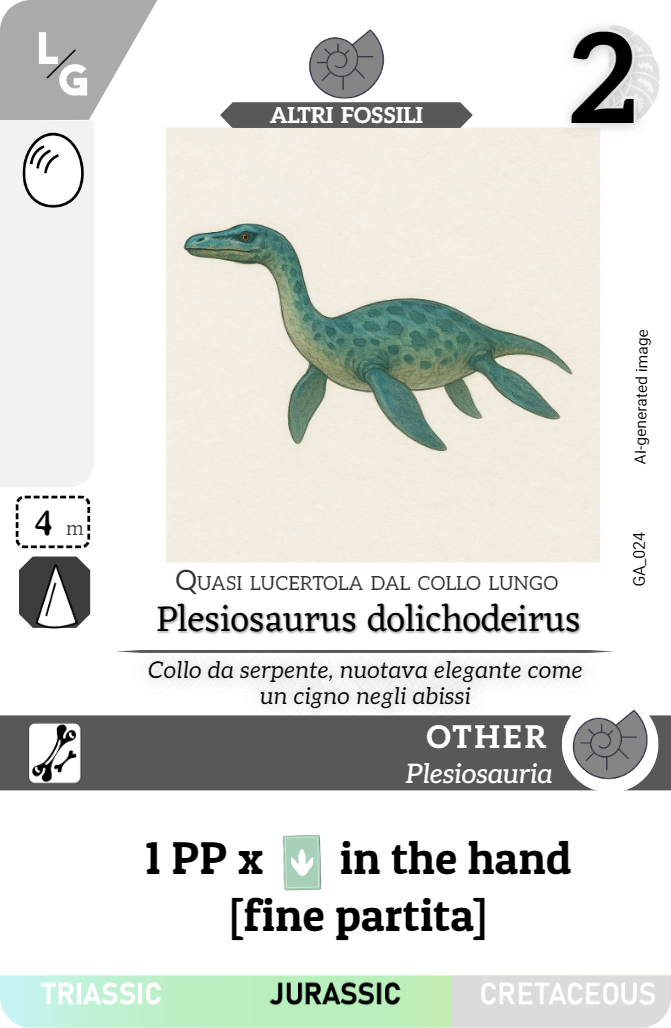 L/G
2
ALTRI FOSSILI
AI-generated image
4 m
GA_024
Quasi lucertola dal collo lungo
Plesiosaurus dolichodeirus
Collo da serpente, nuotava elegante come
un cigno negli abissi
OTHER
Plesiosauria
1 PP x in the hand
[fine partita]
TRIASSIC JURASSIC CRETACEOUS